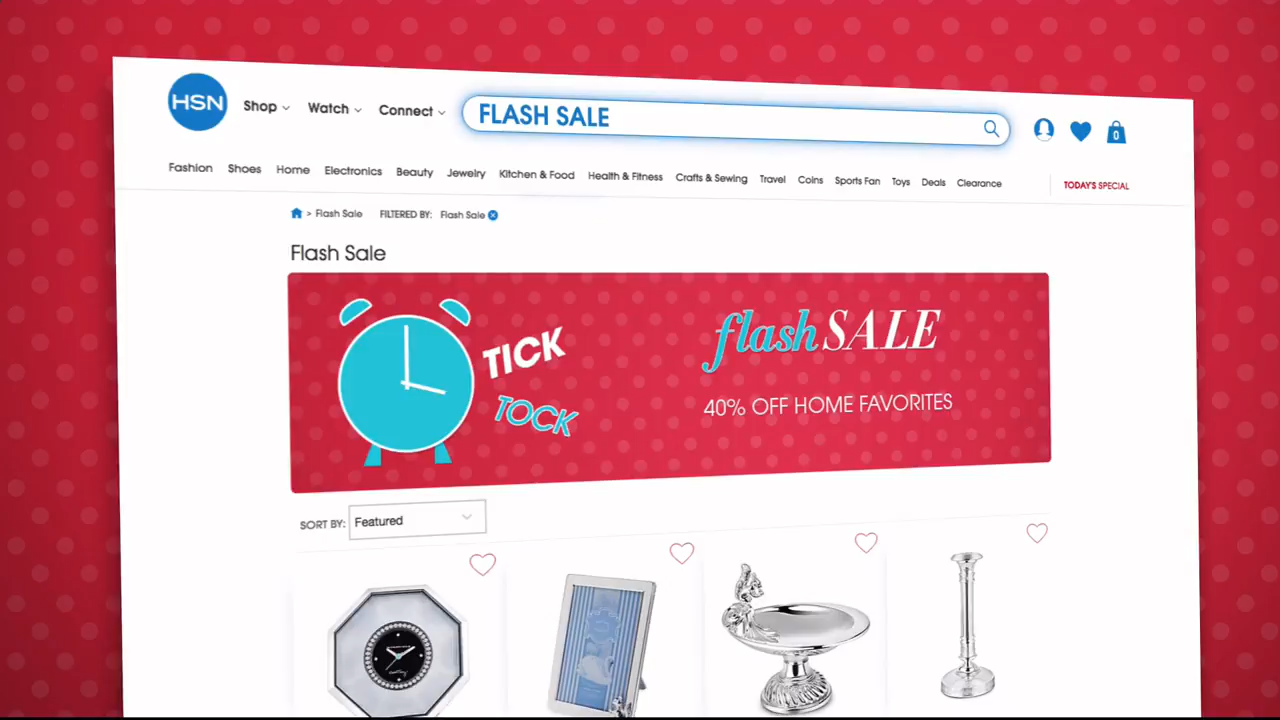 HSN Shop Watch Connect FLASH SALE 0
Fashion Shoes Home Electronics Beauty Jewelry Kitchen & Food Health & Fitness Crafts & Sewing Travel Coins Sports Fan Toys Deals Clearance TODAY'S SPECIAL
> Flash Sale FILTERED BY: Flash Sale
Flash Sale
TICK
TOCK
flash SALE
40% OFF HOME FAVORITES
SORT BY: Featured